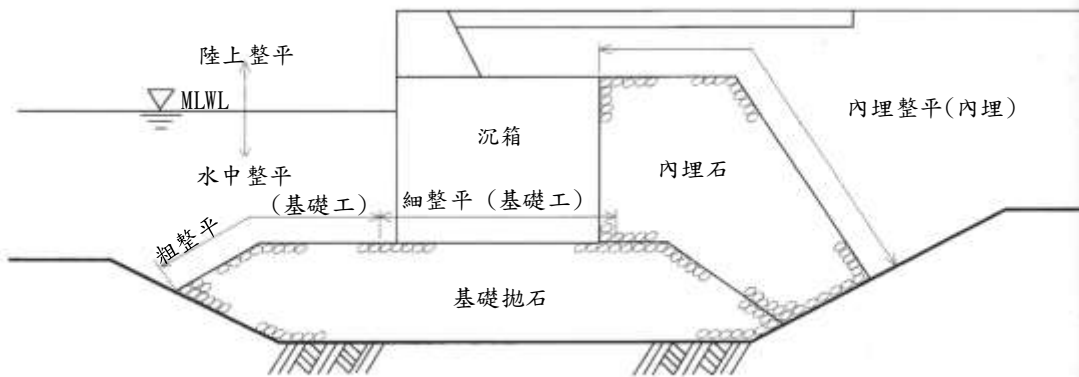 陸上整平
MLWL
水中整平
(基礎工)
粗整平
細整平 (基礎工)
沉箱
內埋石
內埋整平(內埋)
基礎拋石